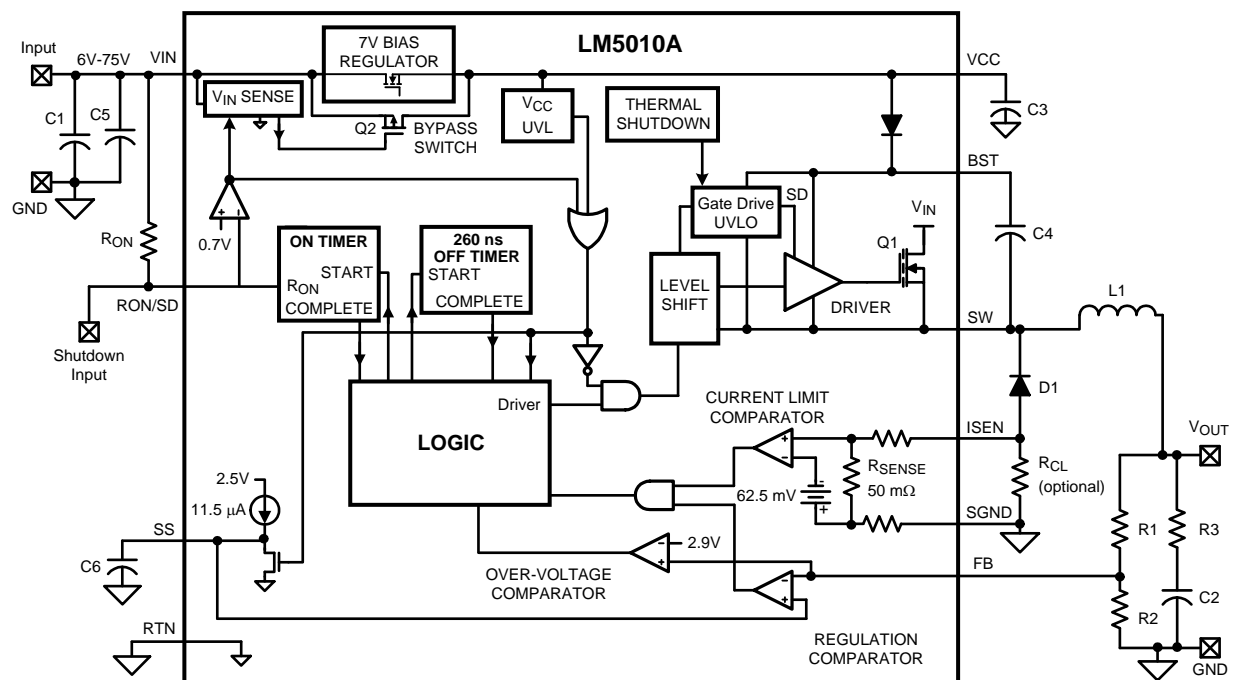 LM5010A
Input
6V-75V
VIN
7V BIAS
REGULATOR
VCC
VIN SENSE
VCC
UVL
THERMAL
SHUTDOWN
C1
C5
C3
Q2
BYPASS
SWITCH
GND
BST
SD
Gate Drive
UVLO
VIN
Q1
C4
RON
0.7V
ON TIMER
START
RON
COMPLETE
260 ns
OFF TIMER
START
COMPLETE
LEVEL
SHIFT
DRIVER
L1
RON/SD
SW
Shutdown
Input
Driver
LOGIC
CURRENT LIMIT
COMPARATOR
D1
ISEN
VOUT
RSENSE
50 mΩ
62.5 mV
RCL
(optional)
2.5V
11.5 µA
SGND
SS
R1
R3
2.9V
FB
C6
OVER-VOLTAGE
COMPARATOR
R2
C2
RTN
REGULATION
COMPARATOR
GND
+
-
+
-
-
+
-
+
-
+